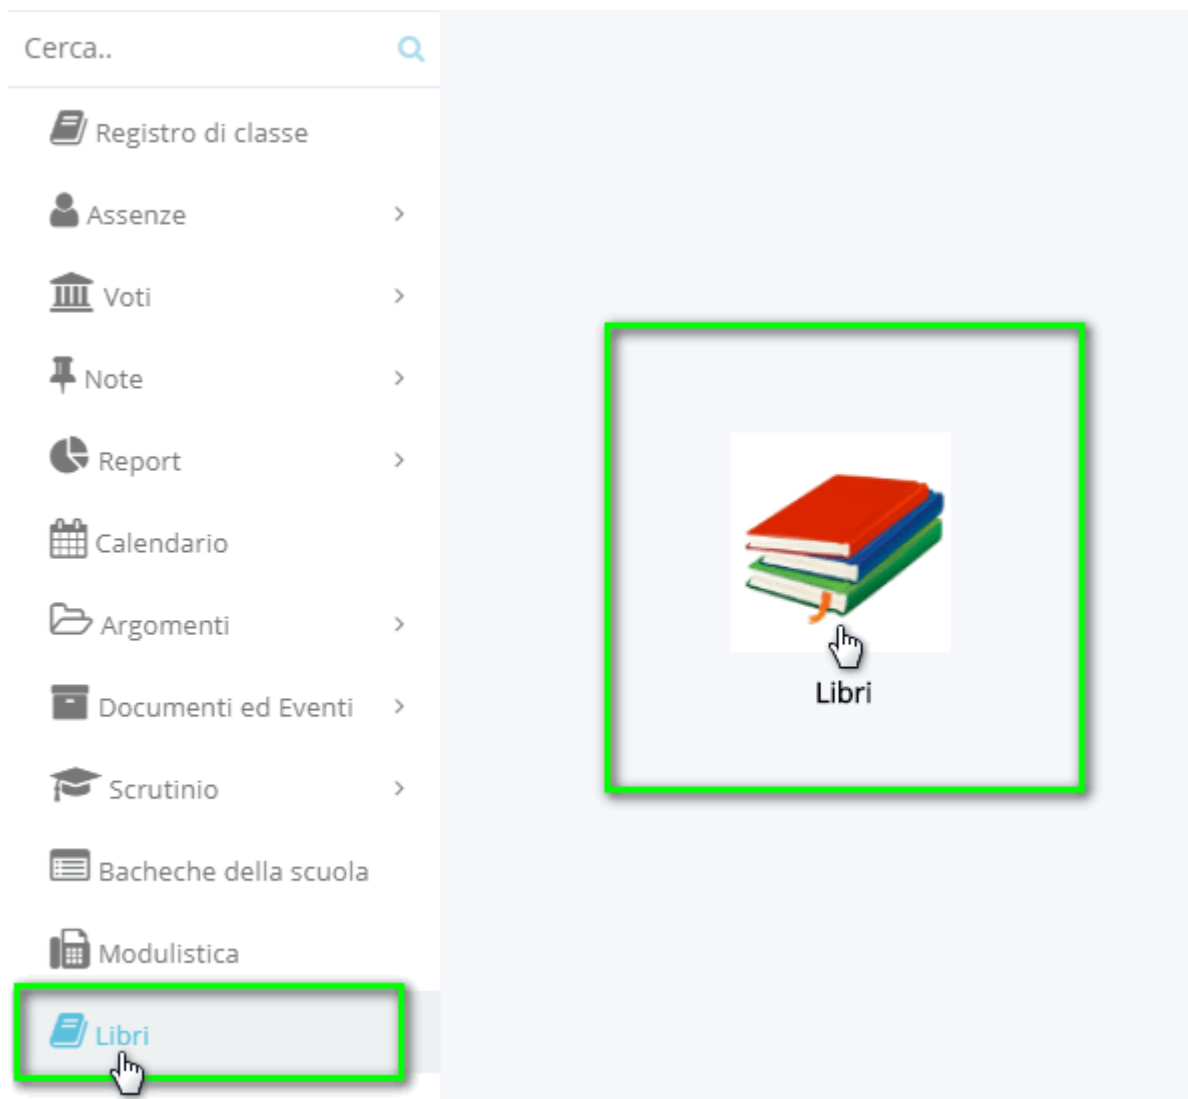 Cerca..
Registro di classe
Assenze
Voti
Note
Report
Calendario
Argomenti
Documenti ed Eventi
Scrutinio
Bacheche della scuola
Modulistica
Libri
Libri